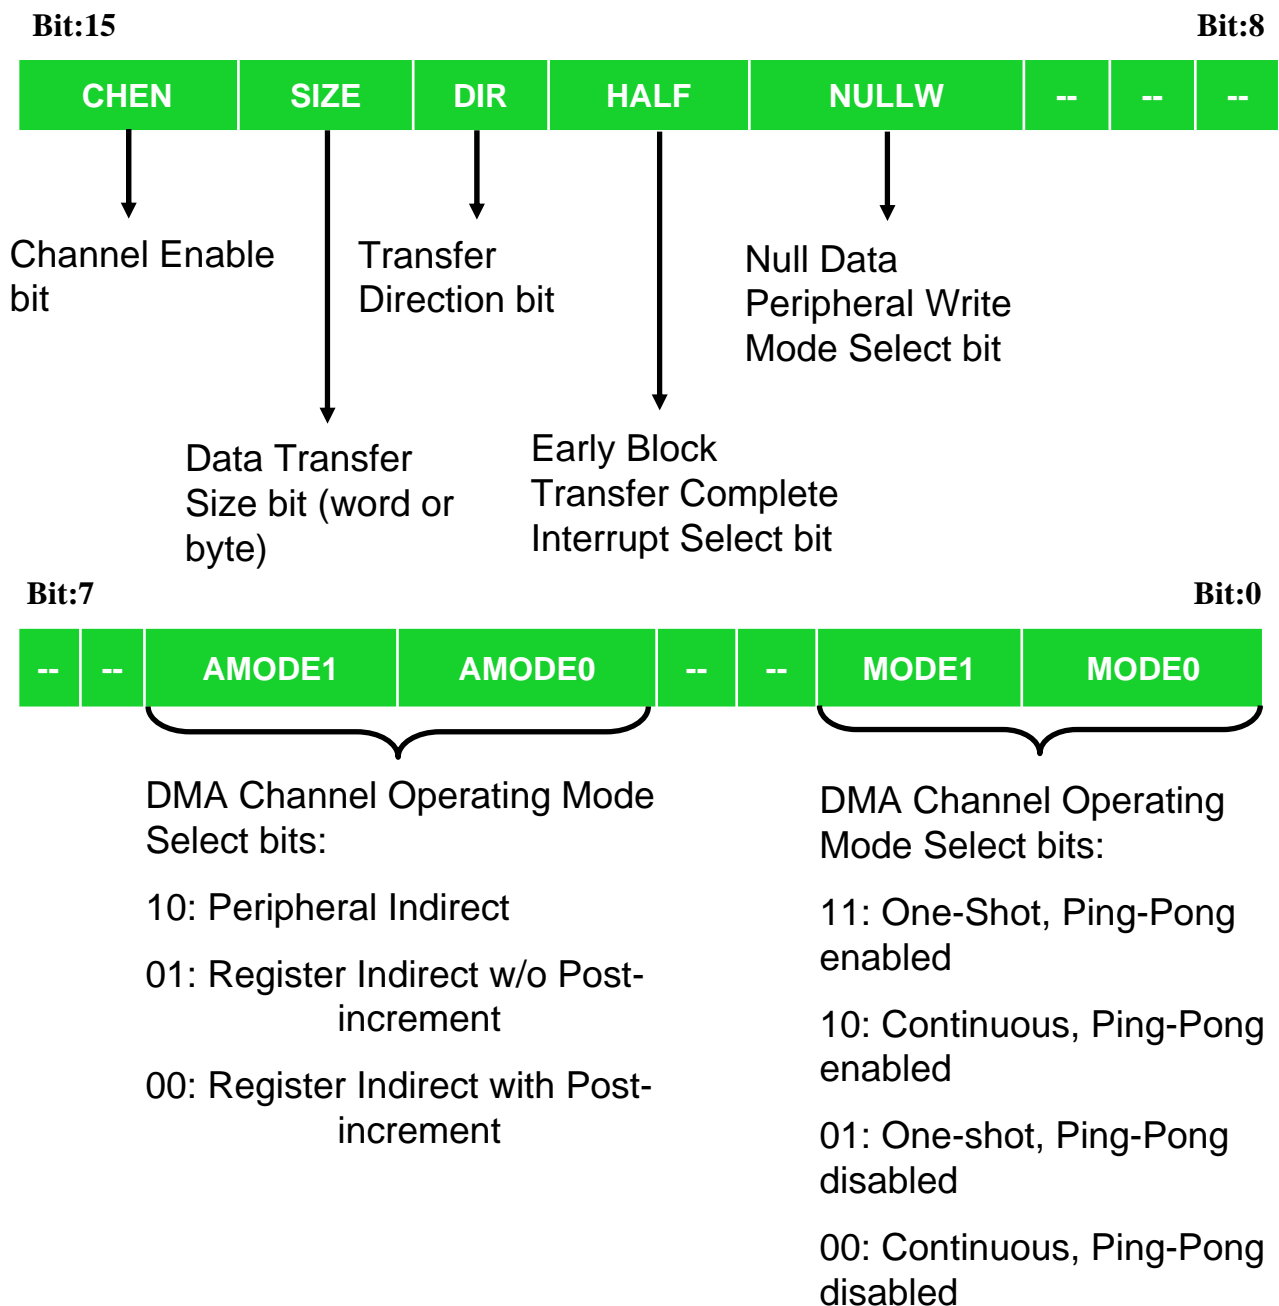 Bit:15 Bit:8
CHEN SIZE DIR HALF NULLW -- -- --
Channel Enable
bit
Transfer
Direction bit
Null Data
Peripheral Write
Mode Select bit
Data Transfer
Size bit (word or
byte)
Early Block
Transfer Complete
Interrupt Select bit
Bit:7 Bit:0
-- -- AMODE1 AMODE0 -- -- MODE1 MODE0
DMA Channel Operating Mode
Select bits:
10: Peripheral Indirect
01: Register Indirect w/o Post-
increment
00: Register Indirect with Post-
increment
DMA Channel Operating
Mode Select bits:
11: One-Shot, Ping-Pong
enabled
10: Continuous, Ping-Pong
enabled
01: One-shot, Ping-Pong
disabled
00: Continuous, Ping-Pong
disabled